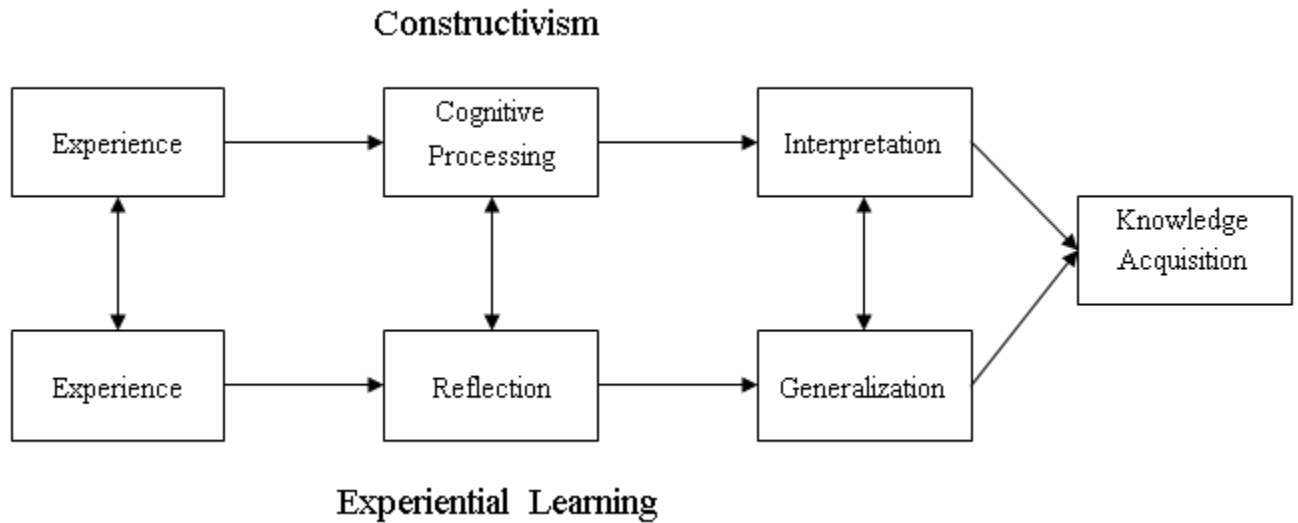 Constructivism
Experience
Cognitive
Processing
Interpretation
Knowledge
Acquisition
Experience
Reflection
Generalization
Experiential Learning